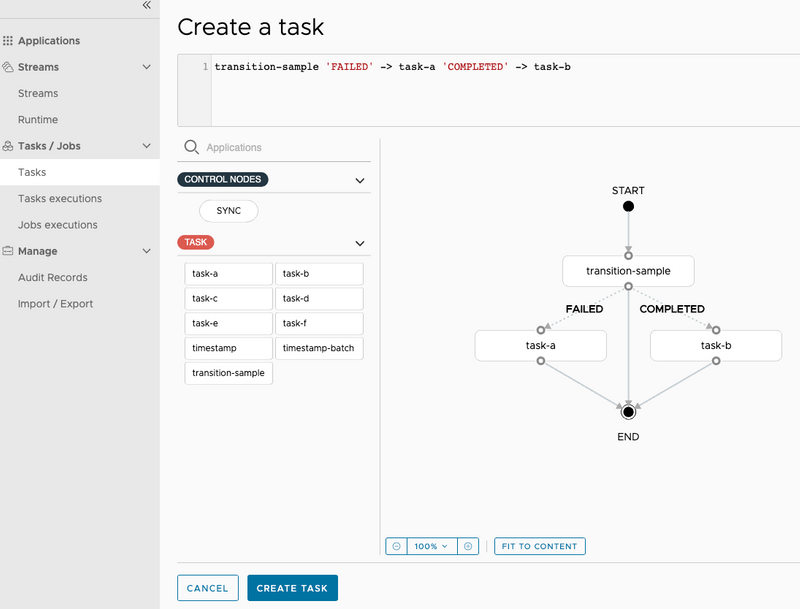 Applications
Streams
Streams
Runtime
Tasks / Jobs
Tasks
Tasks executions
Jobs executions
Manage
Audit Records
Import / Export
Create a task
1 transition-sample 'FAILED' -> task-a 'COMPLETED' -> task-b
Applications
CONTROL NODES
SYNC
TASK
task-a task-b
task-c task-d
task-e task-f
timestamp timestamp-batch
transition-sample
START
transition-sample
FAILED COMPLETED
task-a task-b
END
100%
FIT TO CONTENT
CANCEL CREATE TASK